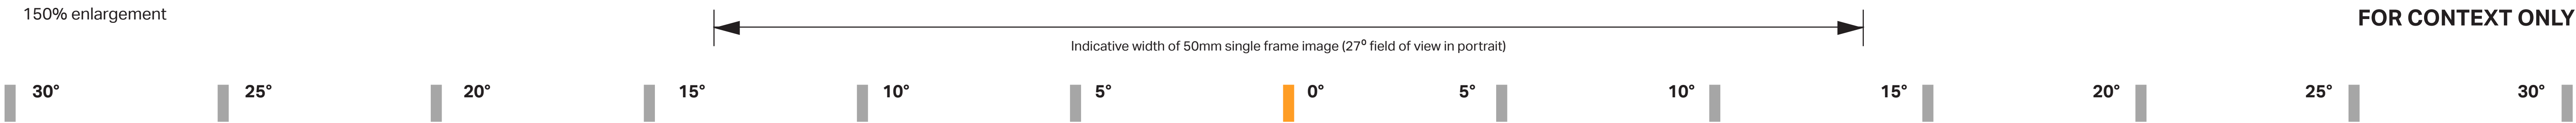 150% enlargement
FOR CONTEXT ONLY
Indicative width of 50mm single frame image (27° field of view in portrait)
30° 25° 20° 15° 10° 5° 0° 5° 10° 15° 20° 25° 30°